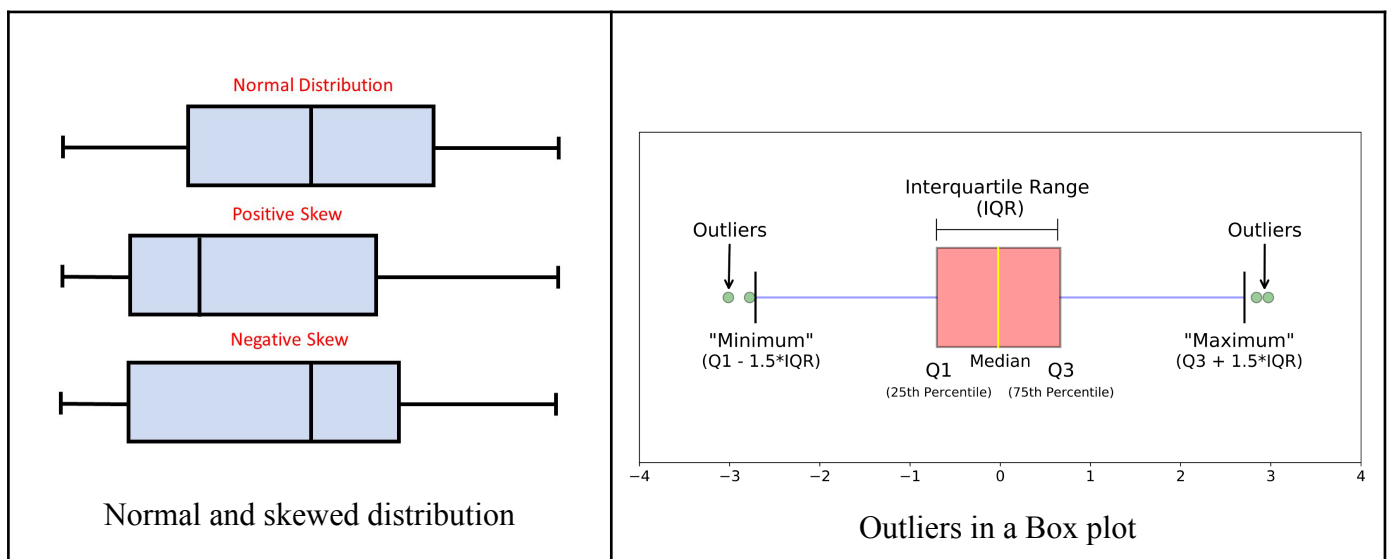 Normal Distribution
Positive Skew
Negative Skew
Normal and skewed distribution
Interquartile Range
(IQR)
Outliers
Outliers
"Minimum"
(Q1 - 1.5*IQR)
"Maximum"
(Q3 + 1.5*IQR)
Q1
Median
Q3
(25th Percentile)
(75th Percentile)
−4 −3 −2 −1 0 1 2 3 4
Outliers in a Box plot